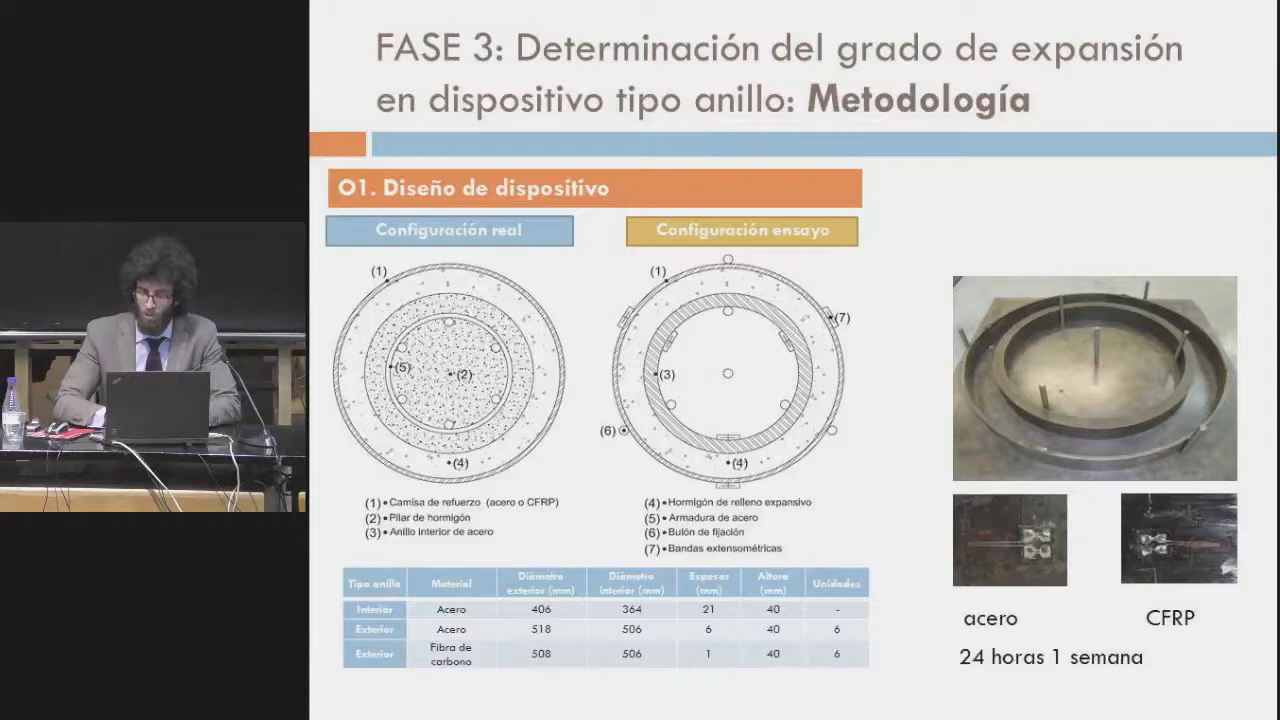 FASE 3: Determinación del grado de expansión
en dispositivo tipo anillo: Metodología
O1. Diseño de dispositivo
Configuración real
Configuración ensayo
(1)
(5)
(2)
(4)
(1)
(7)
(3)
(6)
(4)
(1)• Camisa de refuerzo (acero o CFRP)
(2)• Pilar de hormigón
(3)• Anillo interior de acero
(4)• Hormigón de relleno expansivo
(5)• Armadura de acero
(6)• Bulón de fijación
(7)• Bandas extensométricas
Tipo anillo Material Diámetro exterior (mm) Diámetro interior (mm) Espesor (mm) Altura (mm) Unidades
Interior Acero 406 364 21 40 -
Exterior Acero 518 506 6 40 6
Exterior Fibra de carbono 508 506 1 40 6
acero
CFRP
24 horas 1 semana